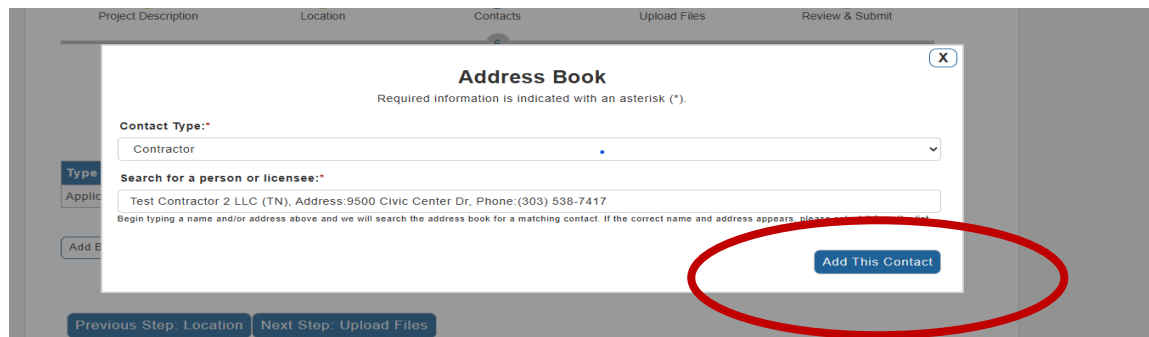 Project Description Location Contacts Upload Files Review & Submit
X
Address Book
Required information is indicated with an asterisk (*).
Contact Type:*
Contractor
Search for a person or licensee:*
Test Contractor 2 LLC (TN), Address:9500 Civic Center Dr, Phone:(303) 538-7417
Begin typing a name and/or address above and we will search the address book for a matching contact. If the correct name and address appears, please
Type
Applic
Add
Add This Contact
Previous Step: Location Next Step: Upload Files